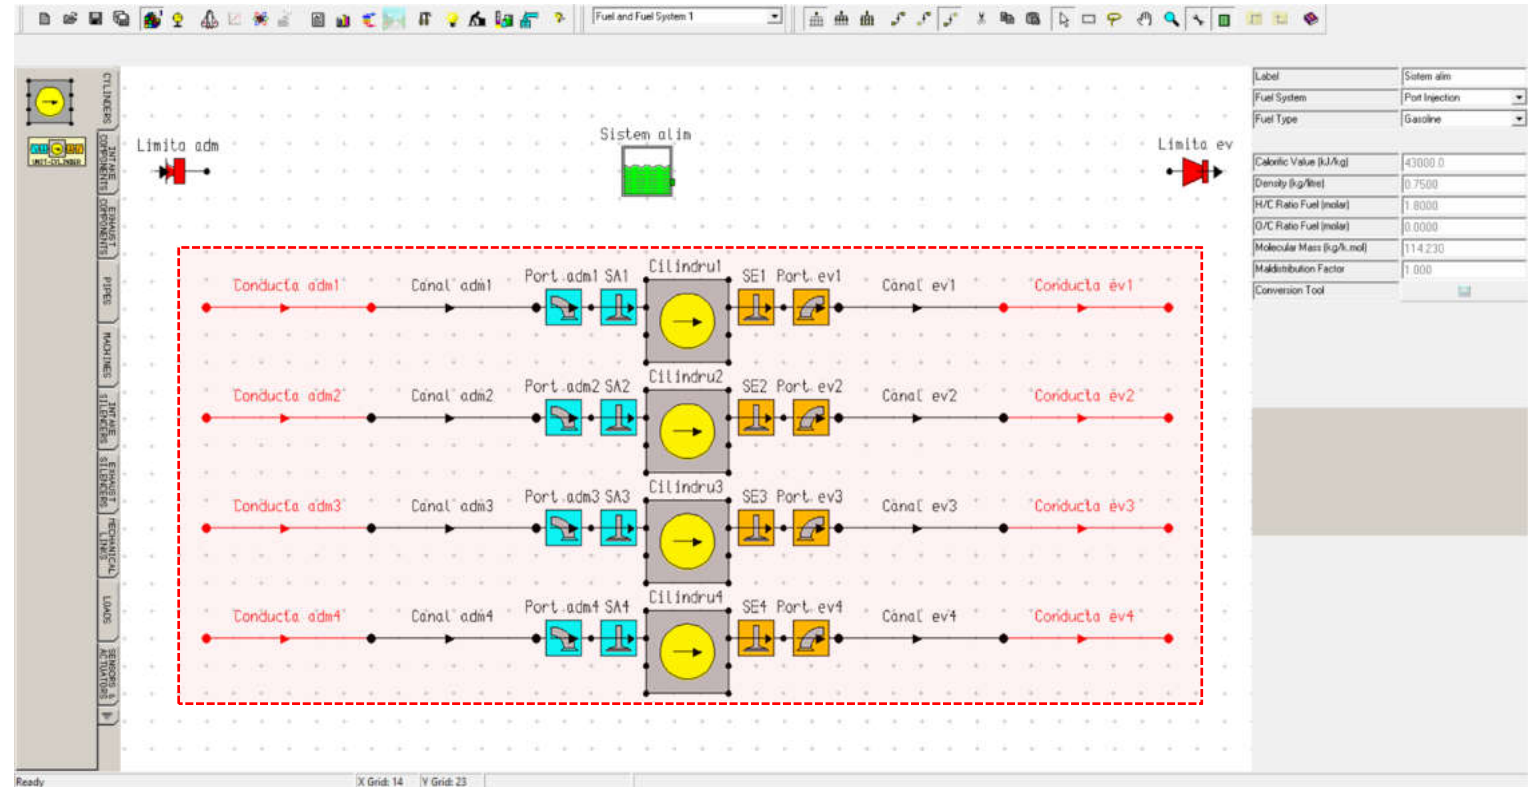 Fuel and Fuel System 1
CYLINDERS
UNIT-CYLINDER
INTAKE COMPONENTS
EXHAUST COMPONENTS
PIPES
MACHINES
INTAKE SILENCERS
EXHAUST SILENCERS
MECHANICAL LINKS
LOADS
SENSORS & ACTUATORS
Limita adm
Sistem alim
Limita ev
Conducta adm1
Canal adm1
Port adm1 SA1
Cilindru1
SE1 Port ev1
Canal ev1
Conducta ev1
Conducta adm2
Canal adm2
Port adm2 SA2
Cilindru2
SE2 Port ev2
Canal ev2
Conducta ev2
Conducta adm3
Canal adm3
Port adm3 SA3
Cilindru3
SE3 Port ev3
Canal ev3
Conducta ev3
Conducta adm4
Canal adm4
Port adm4 SA4
Cilindru4
SE4 Port ev4
Canal ev4
Conducta ev4
Label Sistem alim
Fuel System Port Injection
Fuel Type Gasoline
Calorific Value (kJ/kg) 43000.0
Density (kg/litre) 0.7500
H/C Ratio Fuel (molar) 1.8000
O/C Ratio Fuel (molar) 0.0000
Molecular Mass (kg/k.mol) 114.230
Maldistribution Factor 1.000
Conversion Tool
Ready
X Grid: 14
Y Grid: 23